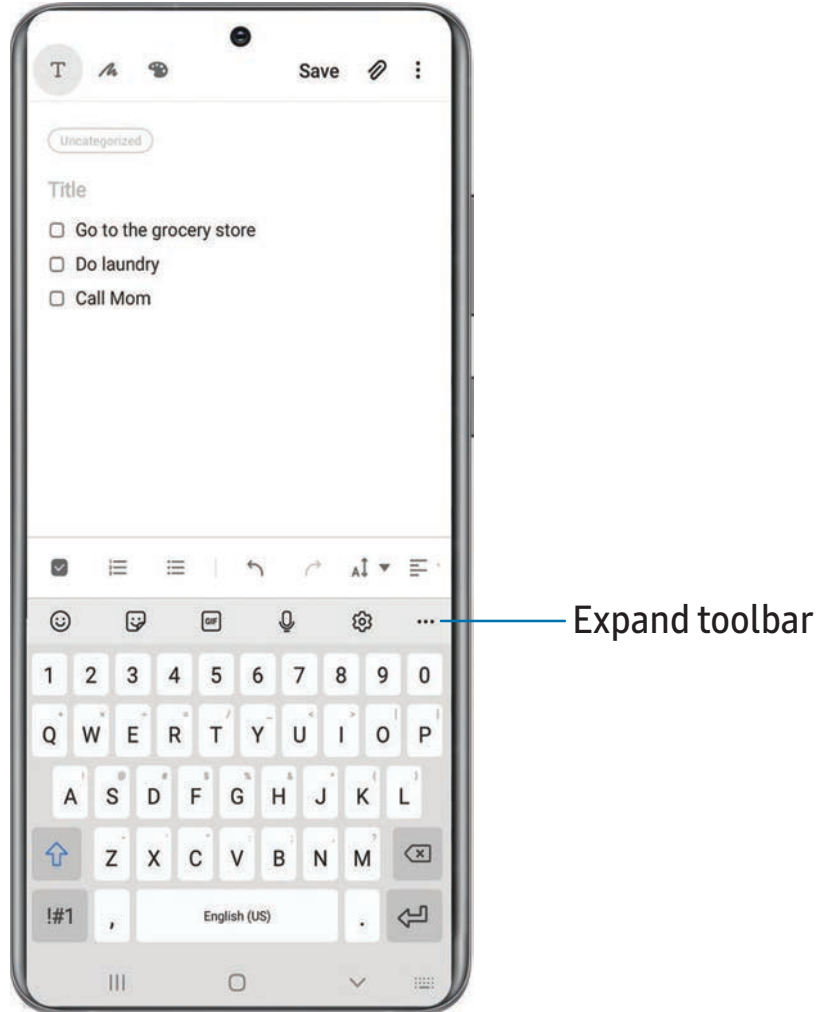 T Save
Uncategorized
Title
Go to the grocery store
Do laundry
Call Mom
A
GIF
Expand toolbar
1 2 3 4 5 6 7 8 9 0
Q W E R T Y U I O P
A S D F G H J K L
Z X C V B N M
!#1 , English (US) .